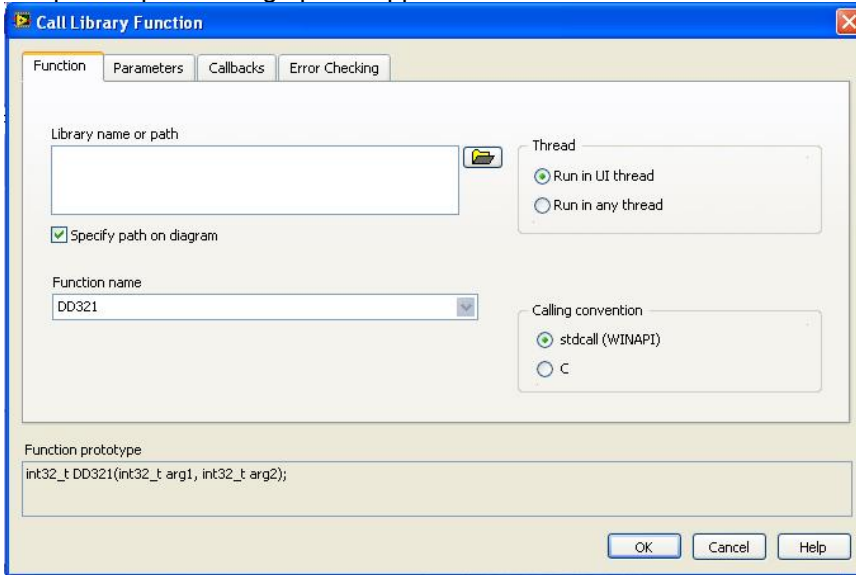 Call Library Function
Function Parameters Callbacks Error Checking
Library name or path
Thread
Run in UI thread
Run in any thread
Specify path on diagram
Function name
DD321
Calling convention
stdcall (WINAPI)
C
Function prototype
int32_t DD321(int32_t arg1, int32_t arg2);
OK Cancel Help